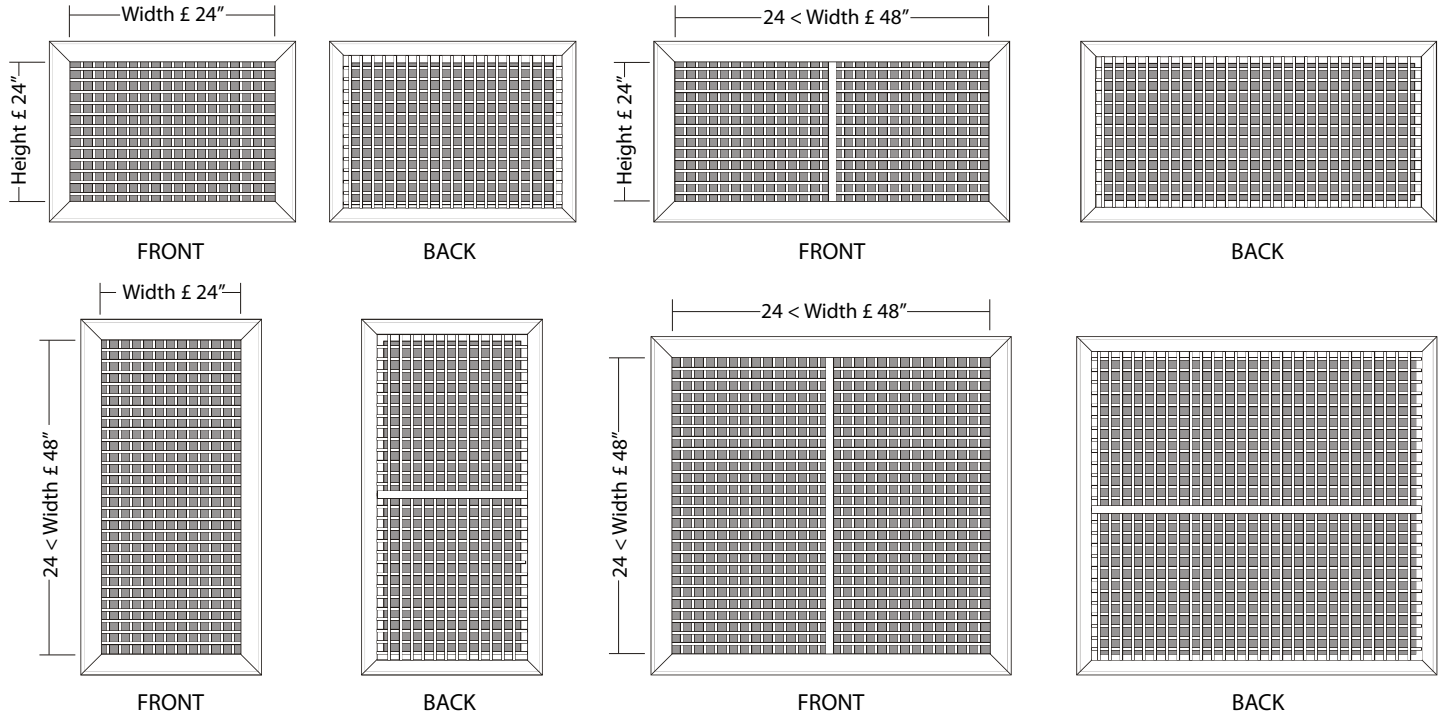 Width £ 24”
24 < Width £ 48”
Height £ 24”
Height £ 24”
FRONT
BACK
FRONT
BACK
Width £ 24”
24 < Width £ 48”
24 < Width £ 48”
24 < Width £ 48”
FRONT
BACK
FRONT
BACK